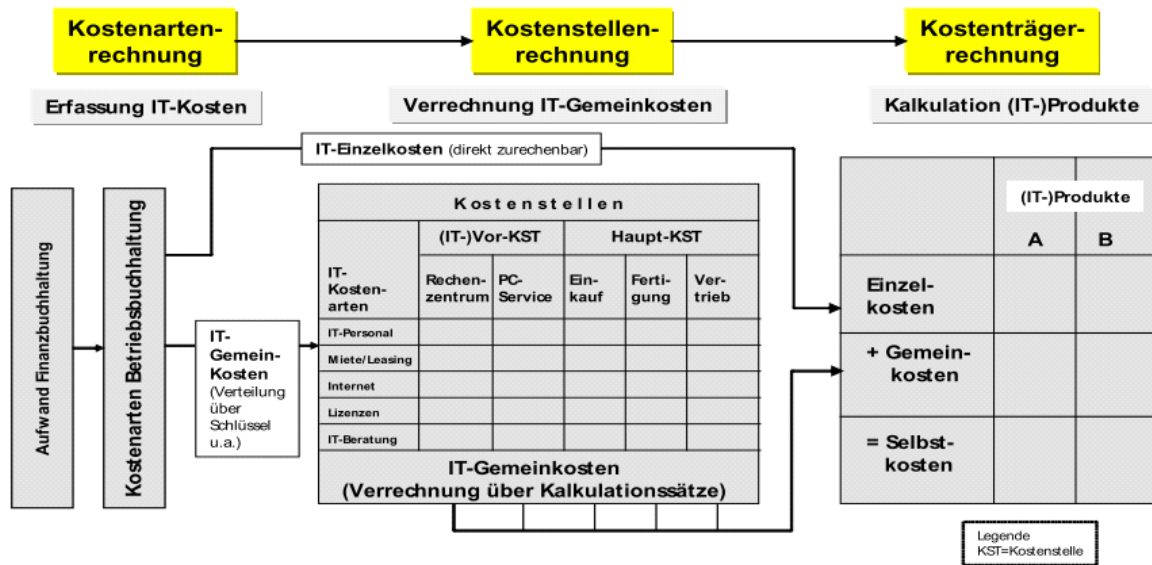 Kostenarten-
rechnung
Kostenstellen-
rechnung
Kostenträger-
rechnung
Erfassung IT-Kosten
Verrechnung IT-Gemeinkosten
Kalkulation (IT-)Produkte
IT-Einzelkosten (direkt zurechenbar)
Aufwand Finanzbuchhaltung
Kostenarten Betriebsbuchhaltung
IT-
Gemein-
Kosten
(Verteilung
über
Schlüssel
u.a.)
Kostenstellen
(IT-)Vor-KST
Haupt-KST
IT-
Kosten-
arten
Rechen-
zentrum
PC-
Service
Ein-
kauf
Ferti-
gung
Ver-
trieb
IT-Personal
Miete/Leasing
Internet
Lizenzen
IT-Beratung
IT-Gemeinkosten
(Verrechnung über Kalkulationssätze)
(IT-)Produkte
A
B
Einzel-
kosten
+ Gemein-
kosten
= Selbst-
kosten
Legende
KST=Kostenstelle